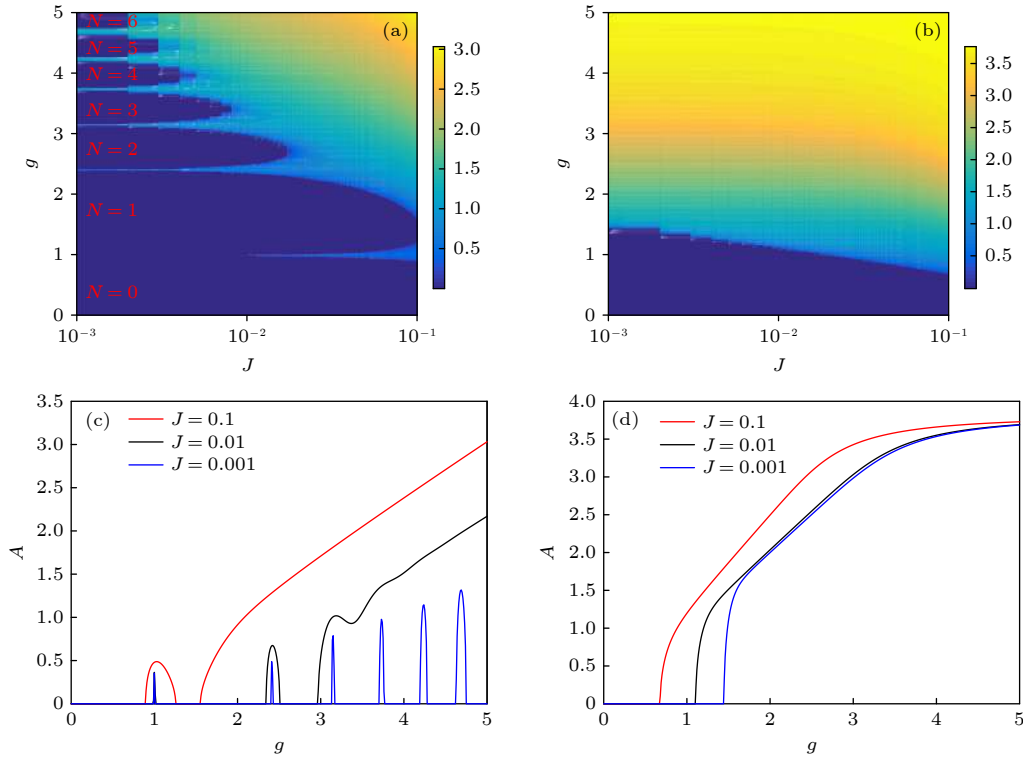 (a)
N = 6
N = 5
N = 4
N = 3
N = 2
N = 1
N = 0
5
4
3
2
1
0
g
10⁻³
10⁻²
10⁻¹
J
3.0
2.5
2.0
1.5
1.0
0.5
(b)
5
4
3
2
1
0
g
10⁻³
10⁻²
10⁻¹
J
3.5
3.0
2.5
2.0
1.5
1.0
0.5
(c)
J = 0.1
J = 0.01
J = 0.001
3.5
3.0
2.5
2.0
1.5
1.0
0.5
0
A
0 1 2 3 4 5
g
(d)
J = 0.1
J = 0.01
J = 0.001
4.0
3.5
3.0
2.5
2.0
1.5
1.0
0.5
0
A
0 1 2 3 4 5
g